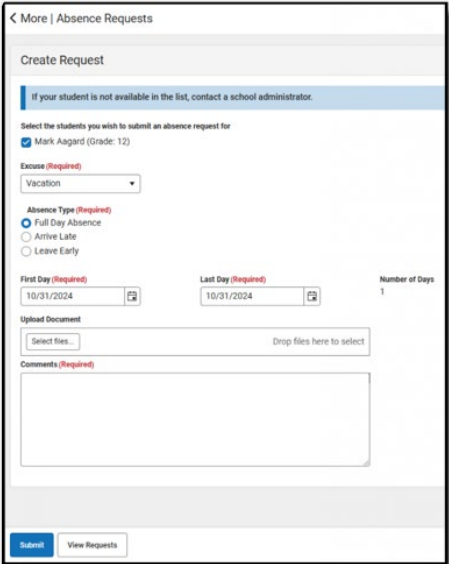 More | Absence Requests
Create Request
If your student is not available in the list, contact a school administrator.
Select the students you wish to submit an absence request for
Mark Aagard (Grade: 12)
Excuse (Required)
Vacation
Absence Type (Required)
Full Day Absence
Arrive Late
Leave Early
First Day (Required) Last Day (Required) Number of Days
10/31/2024 10/31/2024 1
Upload Document
Select files... Drop files here to select
Comments (Required)
Submit View Requests